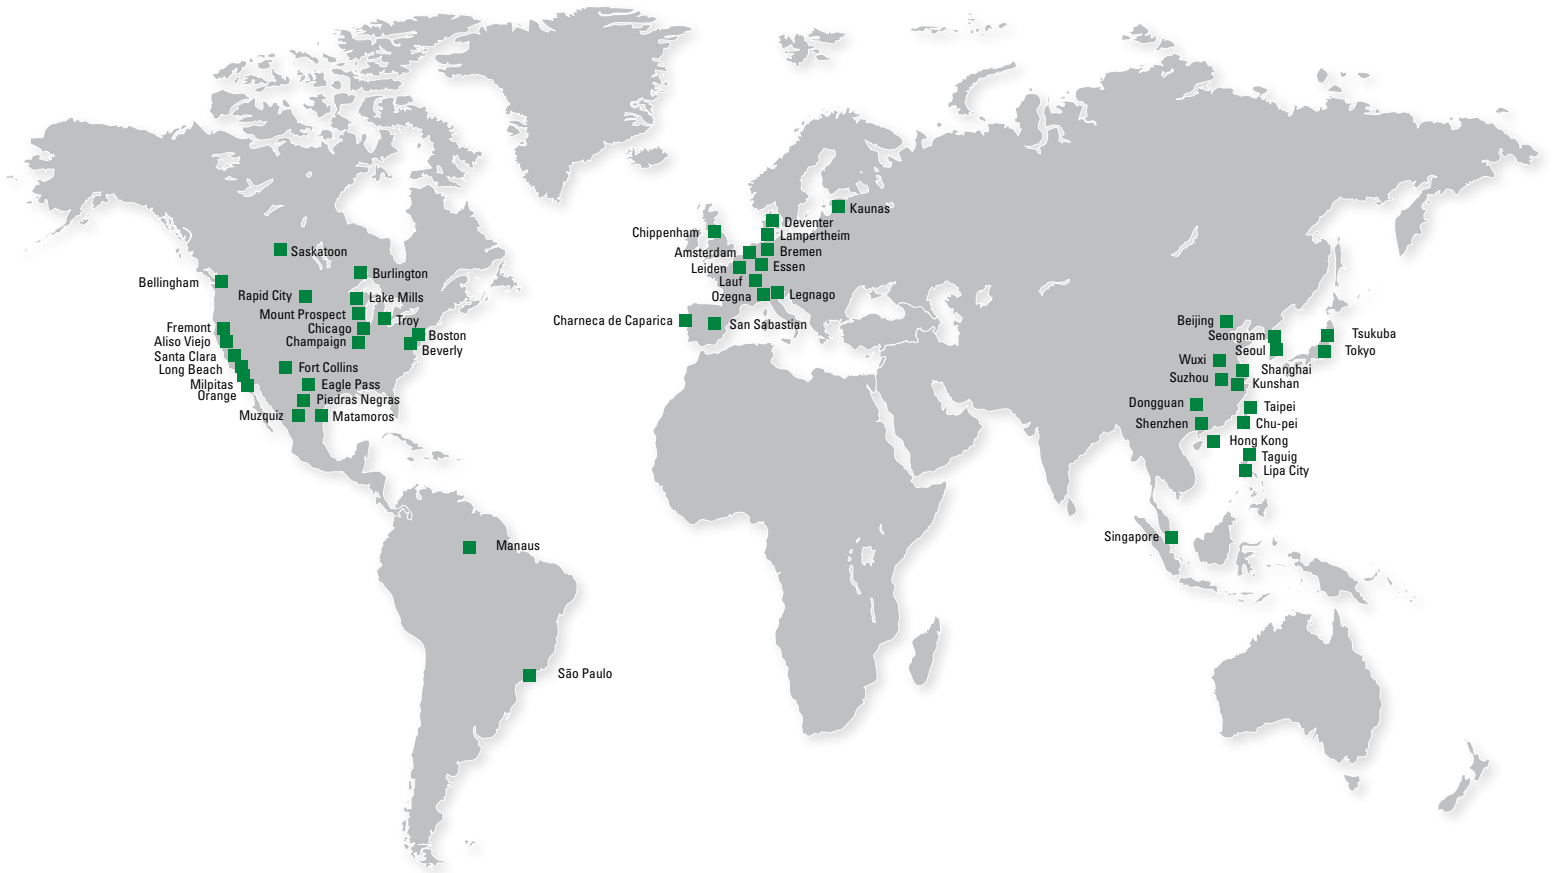 Saskatoon
Bellingham
Burlington
Rapid City
Lake Mills
Mount Prospect
Troy
Fremont
Chicago
Boston
Aliso Viejo
Champaign
Beverly
Santa Clara
Long Beach
Fort Collins
Milpitas
Eagle Pass
Orange
Piedras Negras
Muzquiz
Matamoros
Manaus
São Paulo
Kaunas
Chippenham
Deventer
Lampertheim
Amsterdam
Bremen
Leiden
Essen
Lauf
Ozegna
Legnago
Charneca de Caparica
San Sabastian
Beijing
Seongnam
Tsukuba
Seoul
Tokyo
Wuxi
Shanghai
Suzhou
Kunshan
Dongguan
Taipei
Shenzhen
Chu-pei
Hong Kong
Taguig
Lipa City
Singapore